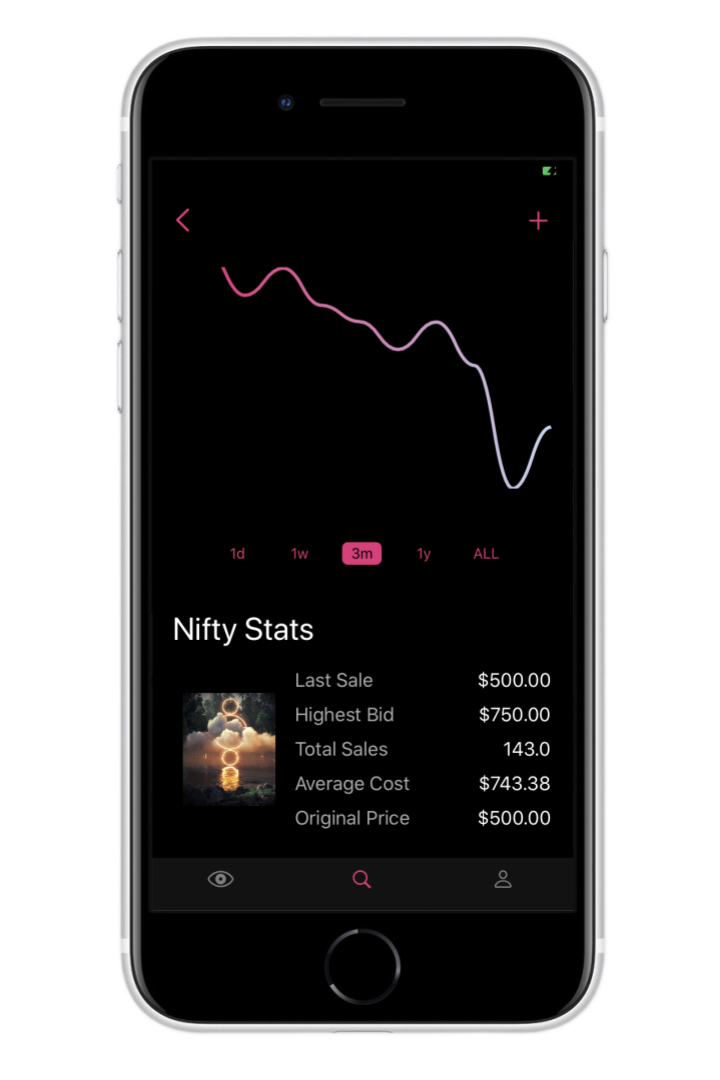 1d 1w 3m 1y ALL
Nifty Stats
Last Sale $500.00
Highest Bid $750.00
Total Sales 143.0
Average Cost $743.38
Original Price $500.00